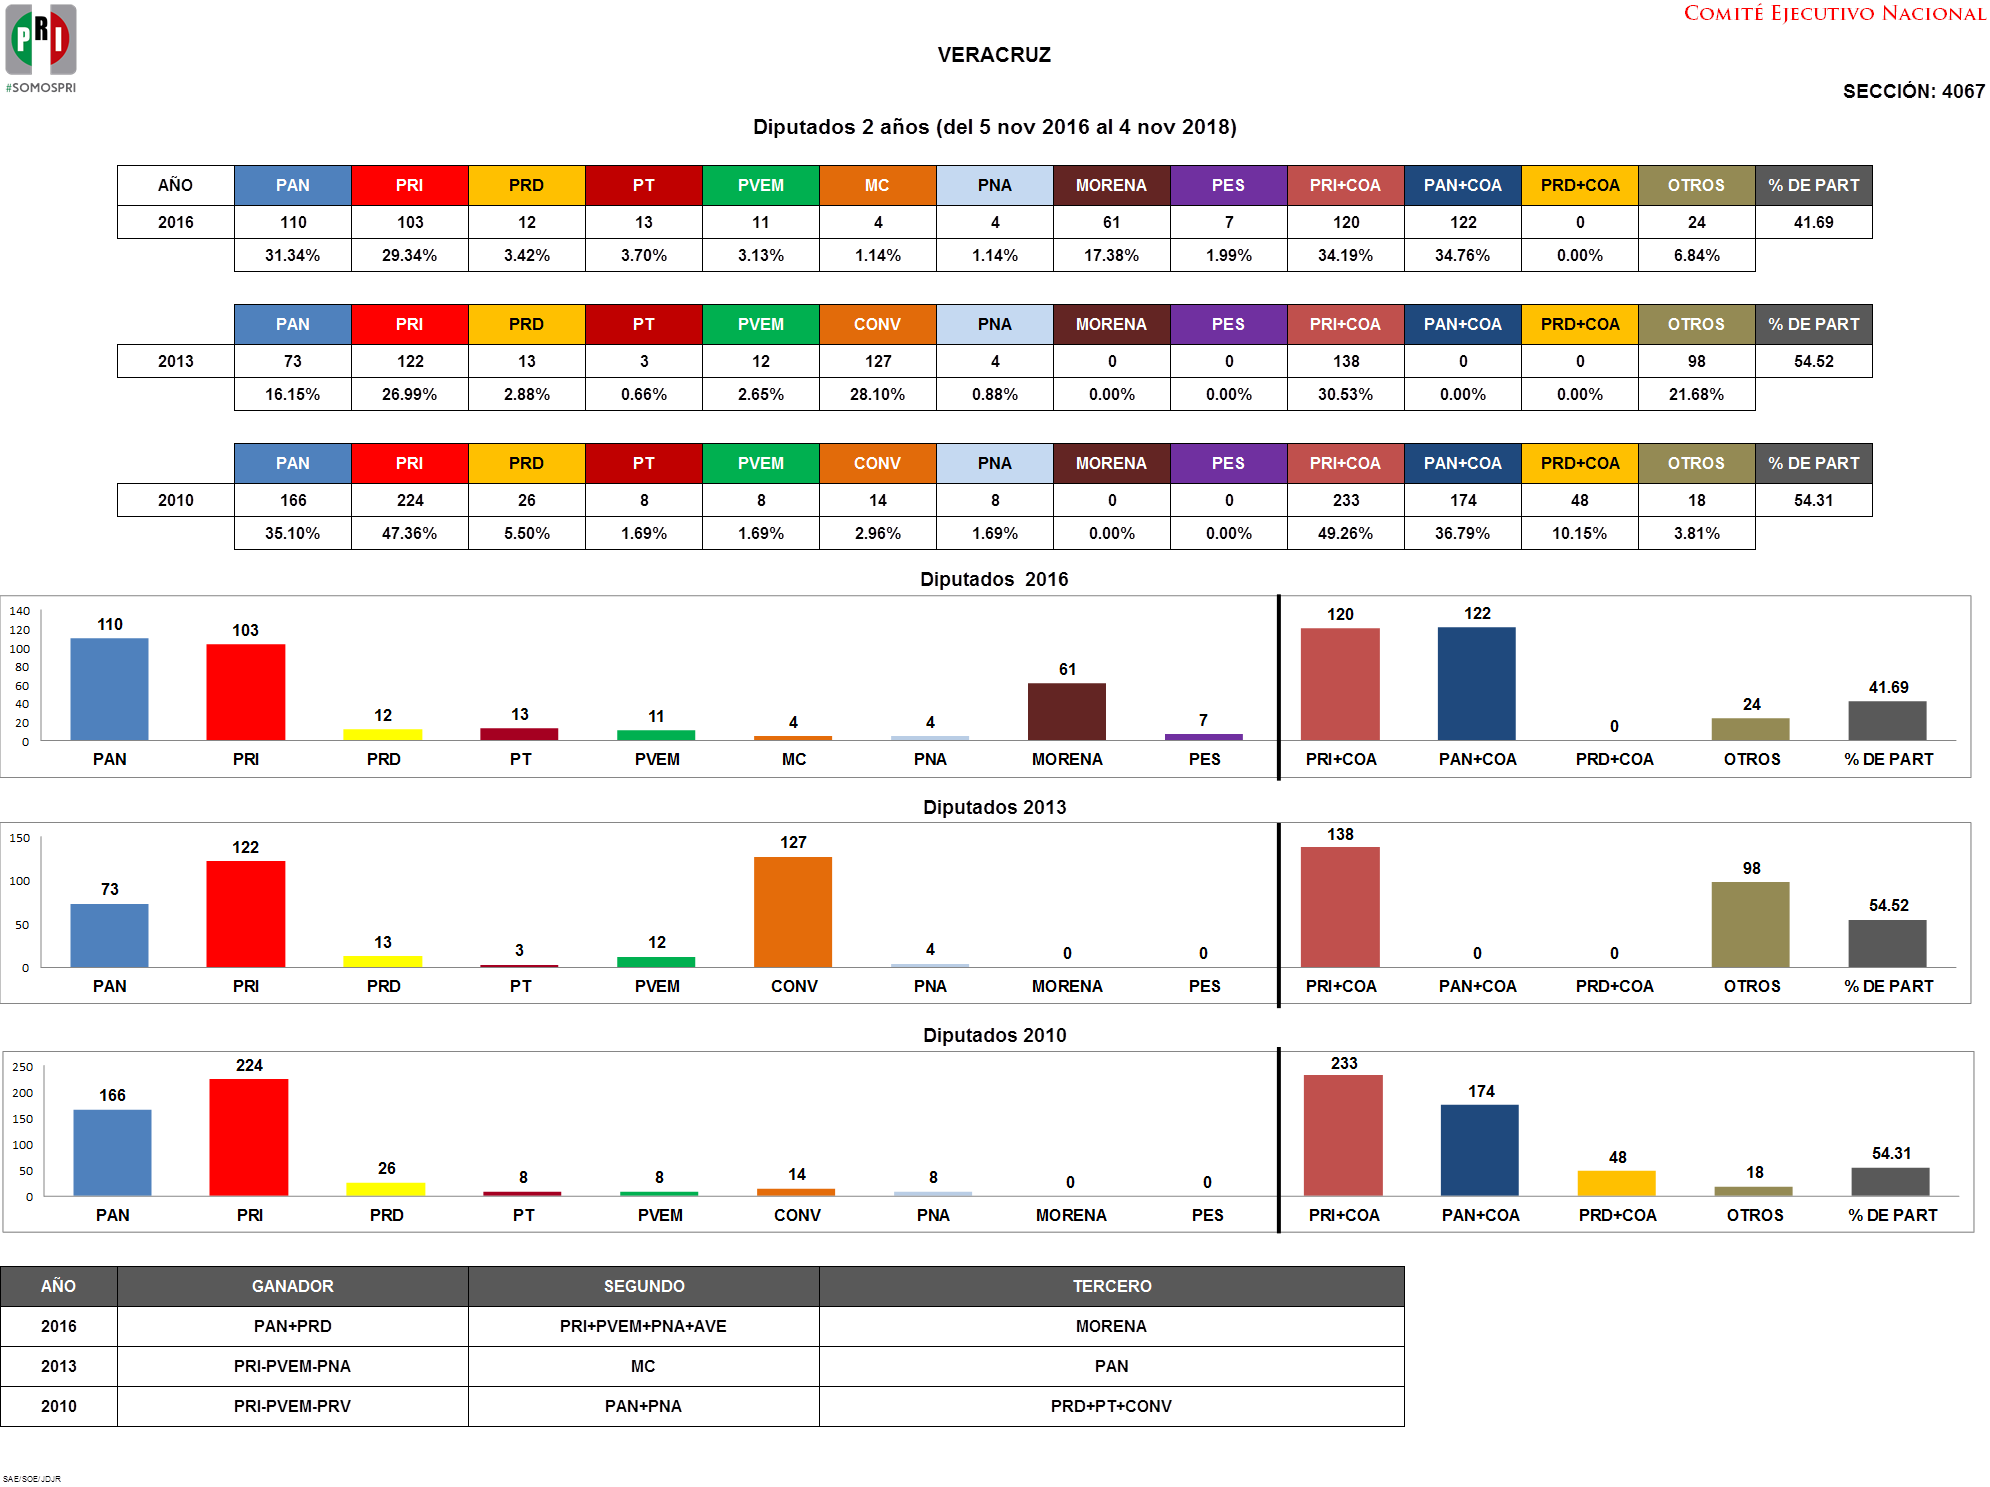 COMITÉ EJECUTIVO NACIONAL
PRI
#SOMOSPRI
VERACRUZ
SECCIÓN: 4067
Diputados 2 años (del 5 nov 2016 al 4 nov 2018)
AÑO PAN PRI PRD PT PVEM MC PNA MORENA PES PRI+COA PAN+COA PRD+COA OTROS % DE PART
2016 110 103 12 13 11 4 4 61 7 120 122 0 24 41.69
31.34% 29.34% 3.42% 3.70% 3.13% 1.14% 1.14% 17.38% 1.99% 34.19% 34.76% 0.00% 6.84%
PAN PRI PRD PT PVEM CONV PNA MORENA PES PRI+COA PAN+COA PRD+COA OTROS % DE PART
2013 73 122 13 3 12 127 4 0 0 138 0 0 98 54.52
16.15% 26.99% 2.88% 0.66% 2.65% 28.10% 0.88% 0.00% 0.00% 30.53% 0.00% 0.00% 21.68%
PAN PRI PRD PT PVEM CONV PNA MORENA PES PRI+COA PAN+COA PRD+COA OTROS % DE PART
2010 166 224 26 8 8 14 8 0 0 233 174 48 18 54.31
35.10% 47.36% 5.50% 1.69% 1.69% 2.96% 1.69% 0.00% 0.00% 49.26% 36.79% 10.15% 3.81%
Diputados 2016
140
120
100
80
60
40
20
0
110 103 12 13 11 4 4 61 7 120 122 0 24 41.69
PAN PRI PRD PT PVEM MC PNA MORENA PES PRI+COA PAN+COA PRD+COA OTROS % DE PART
Diputados 2013
150
100
50
0
73 122 13 3 12 127 4 0 0 138 0 0 98 54.52
PAN PRI PRD PT PVEM CONV PNA MORENA PES PRI+COA PAN+COA PRD+COA OTROS % DE PART
Diputados 2010
250
200
150
100
50
0
166 224 26 8 8 14 8 0 0 233 174 48 18 54.31
PAN PRI PRD PT PVEM CONV PNA MORENA PES PRI+COA PAN+COA PRD+COA OTROS % DE PART
AÑO GANADOR SEGUNDO TERCERO
2016 PAN+PRD PRI+PVEM+PNA+AVE MORENA
2013 PRI-PVEM-PNA MC PAN
2010 PRI-PVEM-PRV PAN+PNA PRD+PT+CONV
SAE/SOE/JDJR